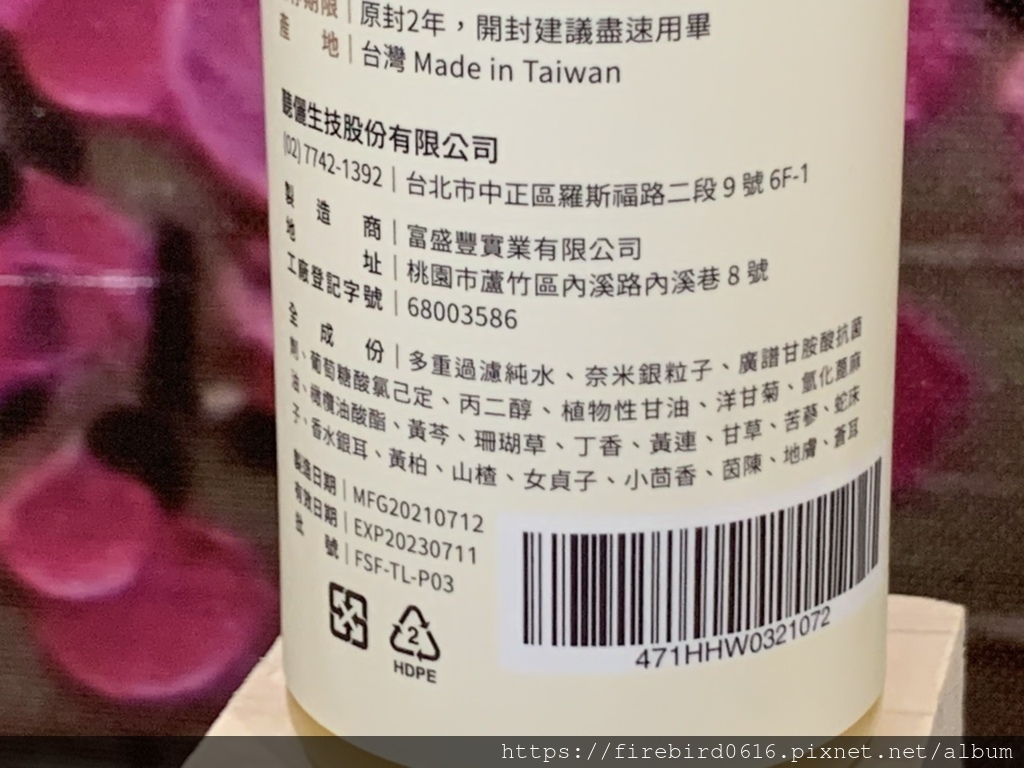 存期限｜原封2年，開封建議盡速用畢
產 地｜台灣 Made in Taiwan
聽儷生技股份有限公司
(02) 7742-1392｜台北市中正區羅斯福路二段 9 號 6F-1
製 造 商｜富盛豐實業有限公司
地 址｜桃園市蘆竹區內溪路內溪巷 8 號
工廠登記字號｜68003586
全 成 份｜多重過濾純水、奈米銀粒子、廣譜甘胺酸抗菌
劑、葡萄糖酸氯己定、丙二醇、植物性甘油、洋甘菊、氫化蓖麻
油、橄欖油酸酯、黃芩、珊瑚草、丁香、黃連、甘草、苦蔘、蛇床
子、香水銀耳、黃柏、山楂、女貞子、小茴香、茵陳、地膚、蒼耳
製造日期｜MFG20210712
有效日期｜EXP20230711
批 號｜FSF-TL-P03
2
HDPE
471HHW0321072
https://firebird0616.pixnet.net/album